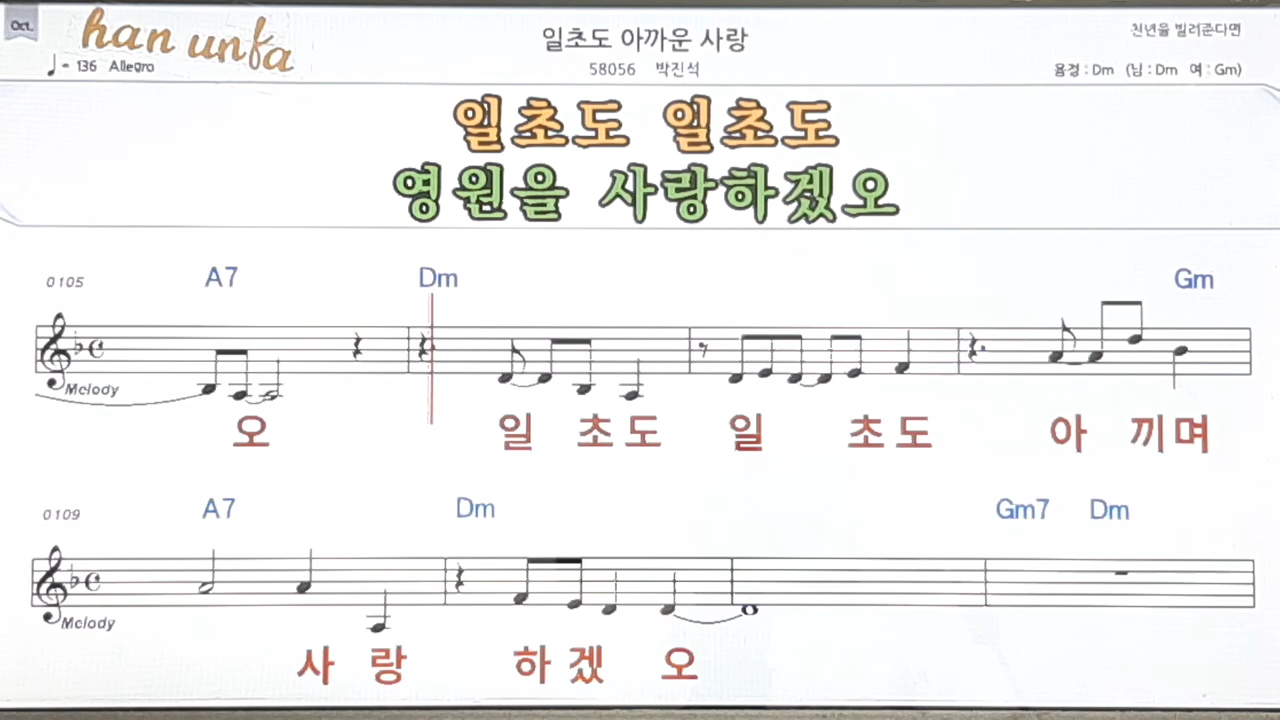 Oct.
han unfa
일초도 아까운 사랑
천년을 빌려준다면
♩= 136 Allegro
58056 박진석
음정 : Dm (남 : Dm 여 : Gm)
일초도 일초도
영원을 사랑하겠오
0105 A7 Dm Gm
Melody
오 일 초도 일 초도 아 끼며
0109 A7 Dm Gm7 Dm
Melody
사 랑 하 겠 오